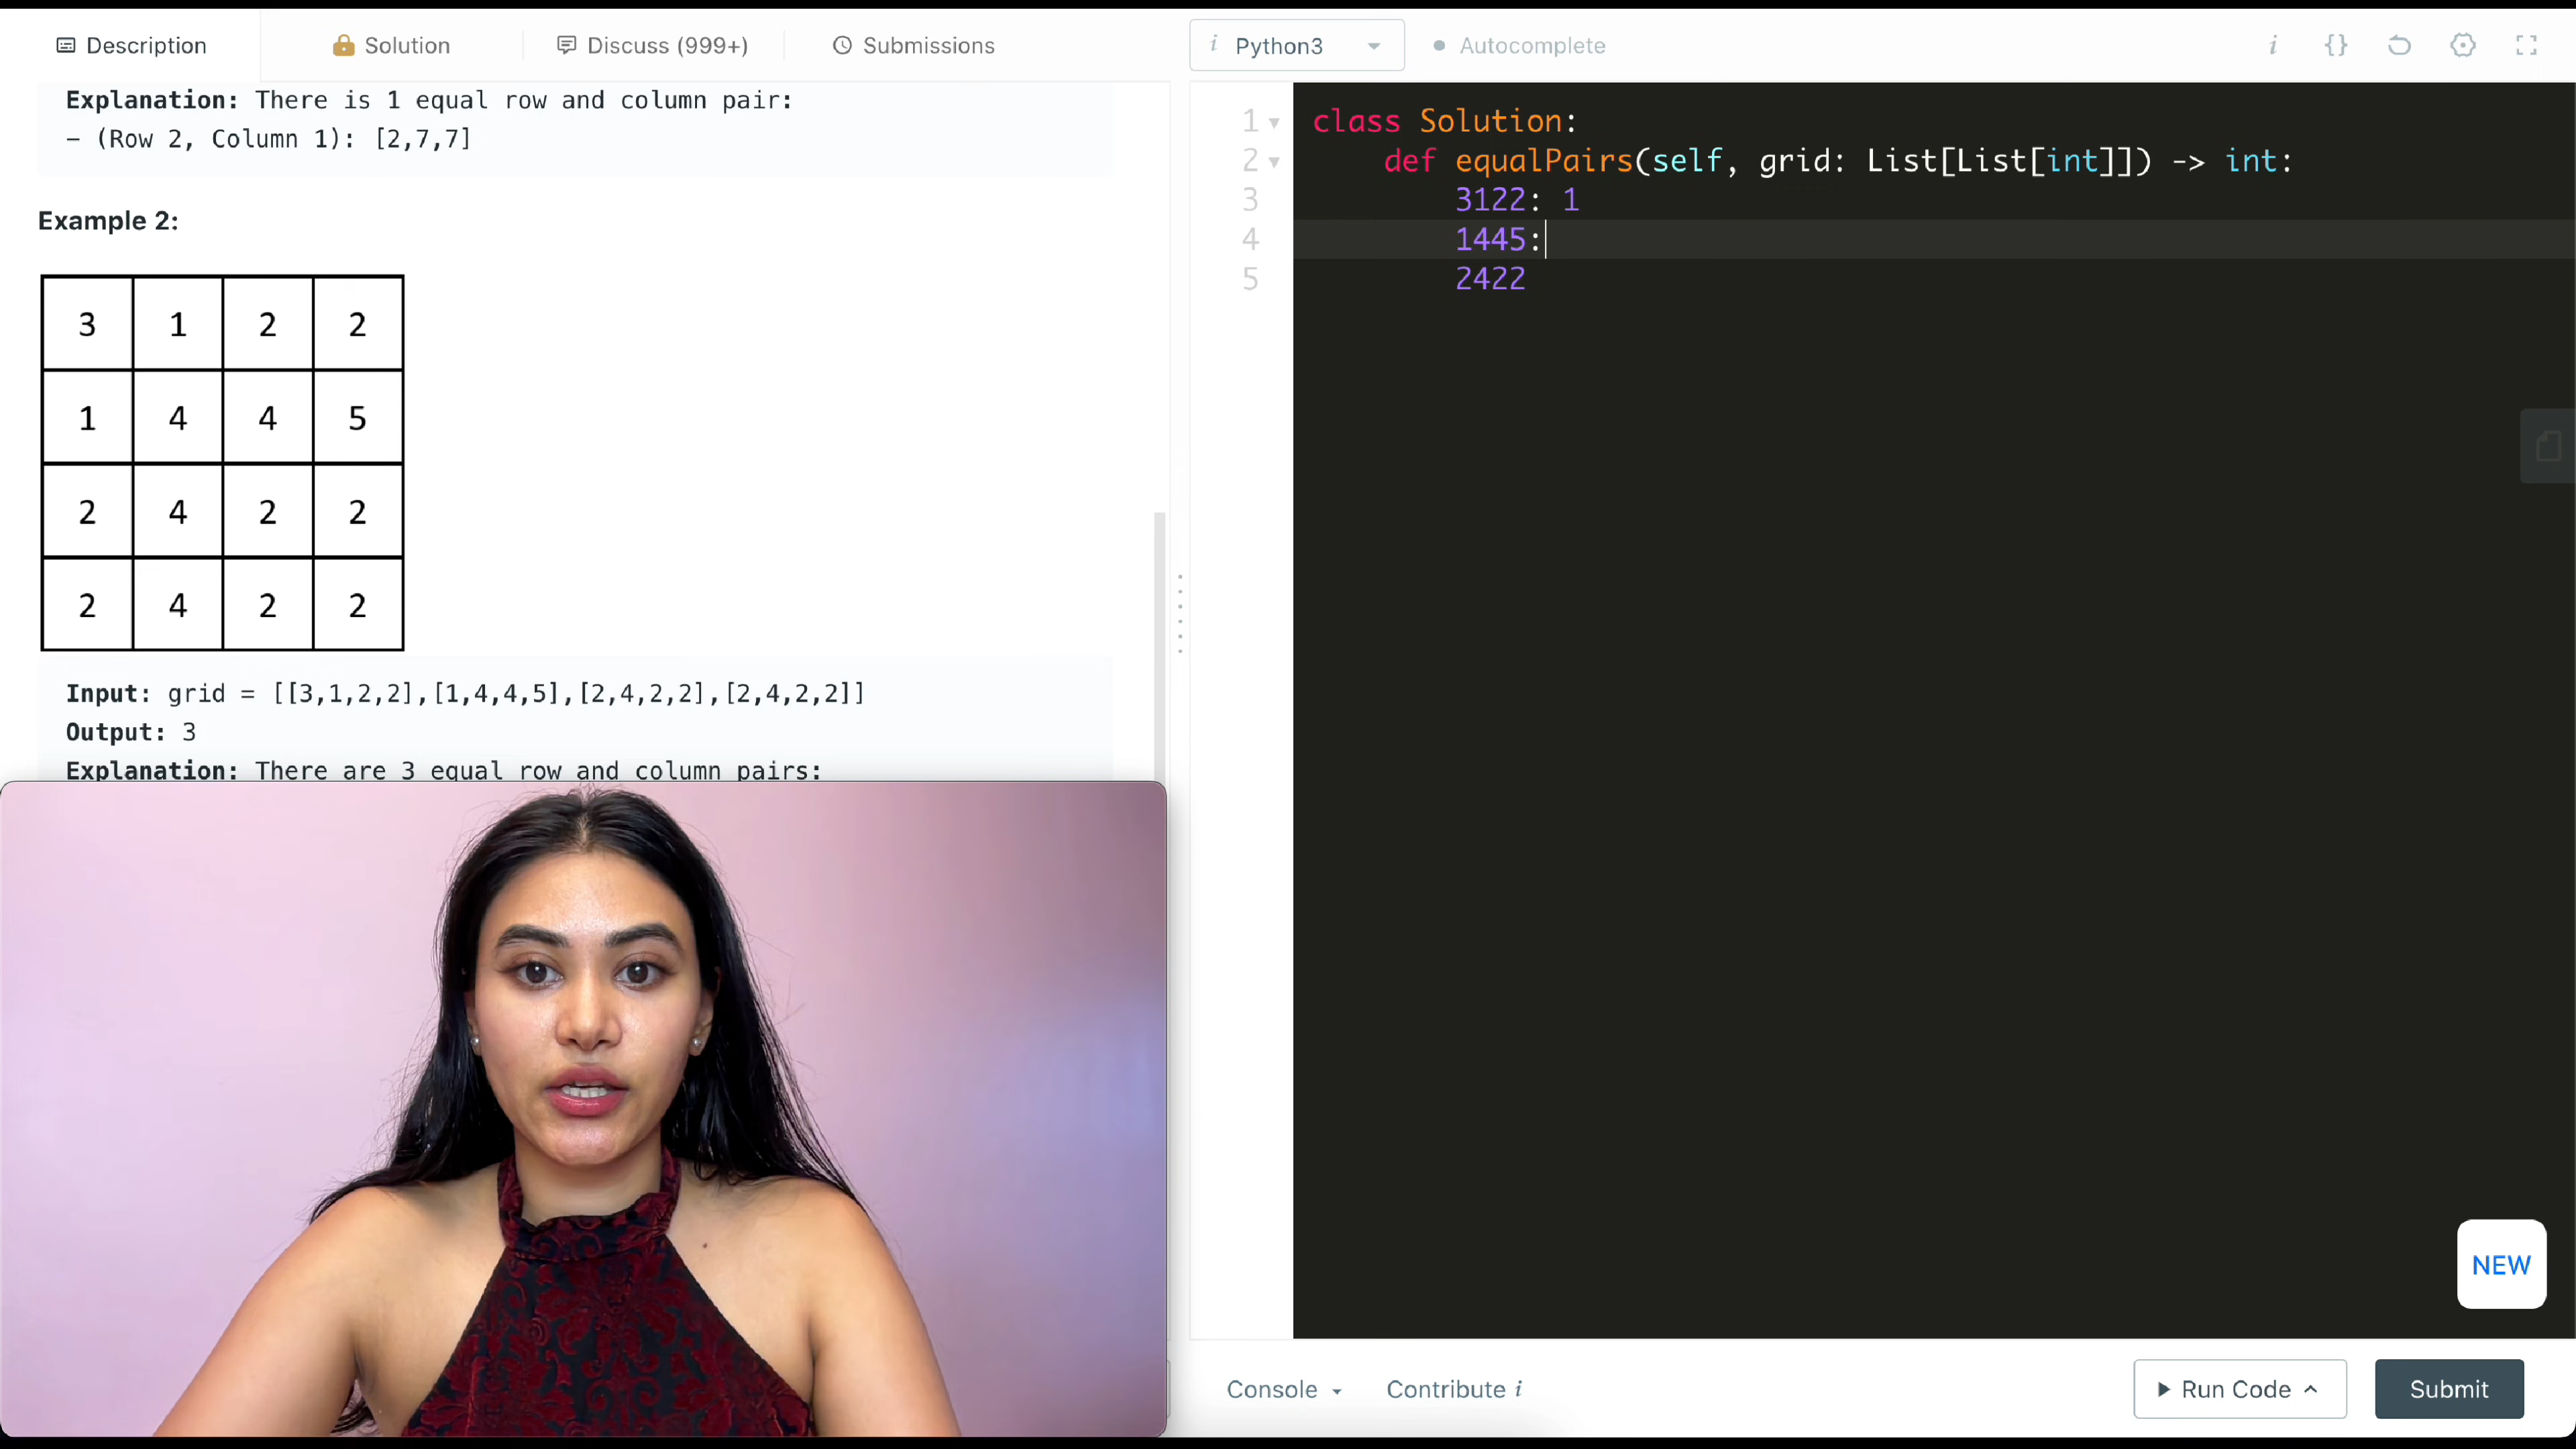 Description
Solution
Discuss (999+)
Submissions
Python3
Autocomplete
Explanation: There is 1 equal row and column pair:
– (Row 2, Column 1): [2,7,7]
Example 2:
3 1 2 2
1 4 4 5
2 4 2 2
2 4 2 2
Input: grid = [[3,1,2,2],[1,4,4,5],[2,4,2,2],[2,4,2,2]]
Output: 3
Explanation: There are 3 equal row and column pairs:
1 class Solution:
2 def equalPairs(self, grid: List[List[int]]) -> int:
3 3122: 1
4 1445:
5 2422
NEW
Console
Contribute i
Run Code
Submit